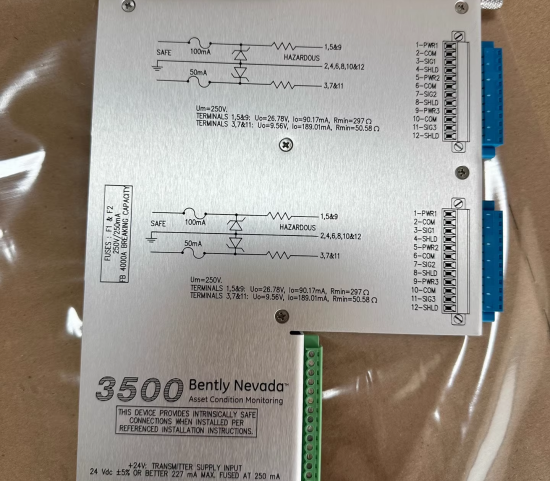 SAFE
100mA
50mA
HAZARDOUS
1,5&9
2,4,6,8,10&12
3,7&11
Um=250V.
TERMINALS 1,5&9: Uo=26.78V, Io=90.17mA, Rmin=297 Ω
TERMINALS 3,7&11: Uo=9.56V, Io=189.01mA, Rmin=50.58 Ω
1-PWR1
2-COM
3-SIG1
4-SHLD
5-PWR2
6-COM
7-SIG2
8-SHLD
9-PWR3
10-COM
11-SIG3
12-SHLD
FUSES : F1 & F2
250V/250mA
FB 4000A BREAKING CAPACITY
SAFE
100mA
50mA
HAZARDOUS
1,5&9
2,4,6,8,10&12
3,7&11
Um=250V.
TERMINALS 1,5&9: Uo=26.78V, Io=90.17mA, Rmin=297 Ω
TERMINALS 3,7&11: Uo=9.56V, Io=189.01mA, Rmin=50.58 Ω
1-PWR1
2-COM
3-SIG1
4-SHLD
5-PWR2
6-COM
7-SIG2
8-SHLD
9-PWR3
10-COM
11-SIG3
12-SHLD
3500 Bently Nevada™
Asset Condition Monitoring
THIS DEVICE PROVIDES INTRINSICALLY SAFE
CONNECTIONS WHEN INSTALLED PER
REFERENCED INSTALLATION INSTRUCTIONS.
+24V: TRANSMITTER SUPPLY INPUT
24 Vdc ±5% OR BETTER 227 mA MAX. FUSED AT 250 mA